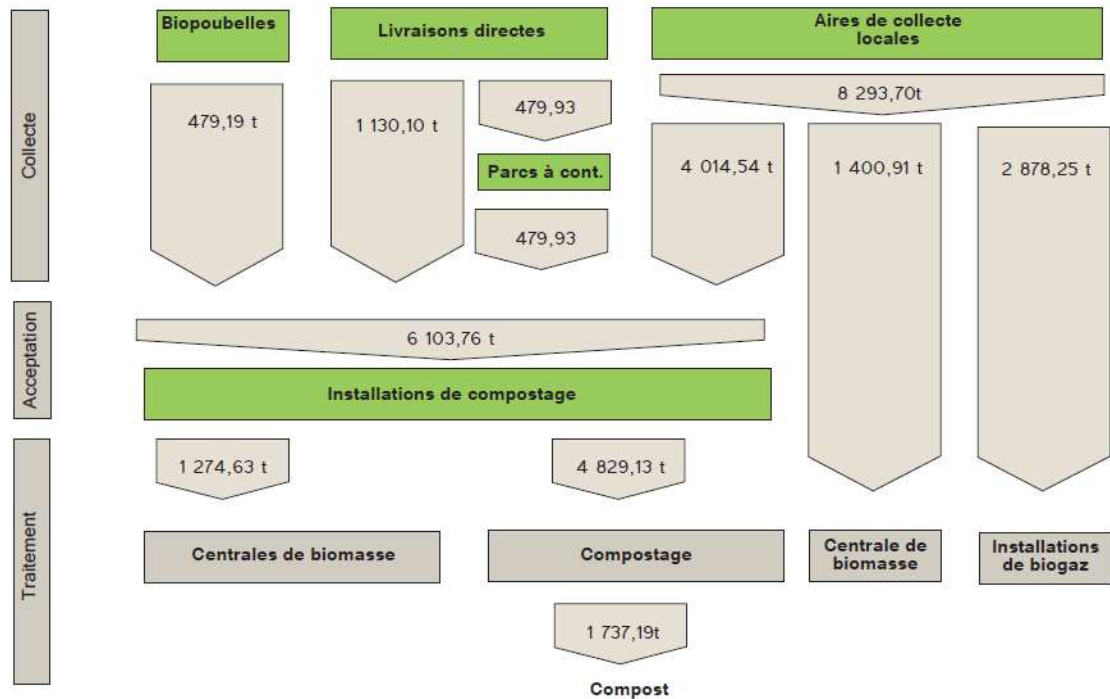 Collecte
Biopoubelles
Livraisons directes
Aires de collecte
locales
479,19 t
1 130,10 t
479,93
Parcs à cont.
479,93
8 293,70t
4 014,54 t
1 400,91 t
2 878,25 t
Acceptation
6 103,76 t
Installations de compostage
Traitement
1 274,63 t
4 829,13 t
Centrales de biomasse
Compostage
Centrale de
biomasse
Installations
de biogaz
1 737,19t
Compost